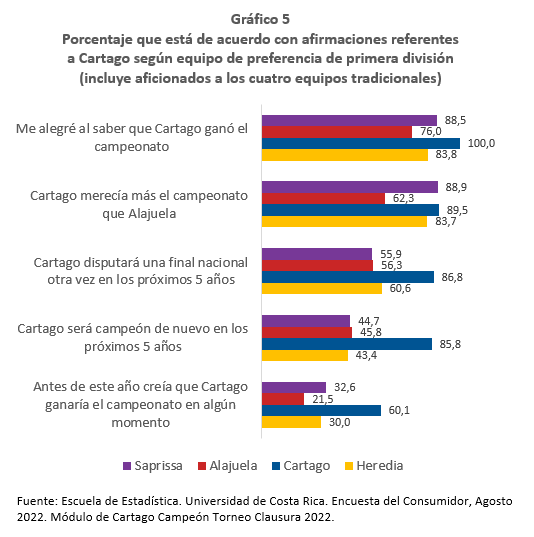 Gráfico 5
Porcentaje que está de acuerdo con afirmaciones referentes
a Cartago según equipo de preferencia de primera división
(incluye aficionados a los cuatro equipos tradicionales)
Me alegré al saber que Cartago ganó el
campeonato
88,5
76,0
100,0
83,8
Cartago merecía más el campeonato
que Alajuela
88,9
62,3
89,5
83,7
Cartago disputará una final nacional
otra vez en los próximos 5 años
55,9
56,3
86,8
60,6
Cartago será campeón de nuevo en los
próximos 5 años
44,7
45,8
85,8
43,4
Antes de este año creía que Cartago
ganaría el campeonato en algún
momento
32,6
21,5
60,1
30,0
Saprissa Alajuela Cartago Heredia
Fuente: Escuela de Estadística. Universidad de Costa Rica. Encuesta del Consumidor, Agosto
2022. Módulo de Cartago Campeón Torneo Clausura 2022.